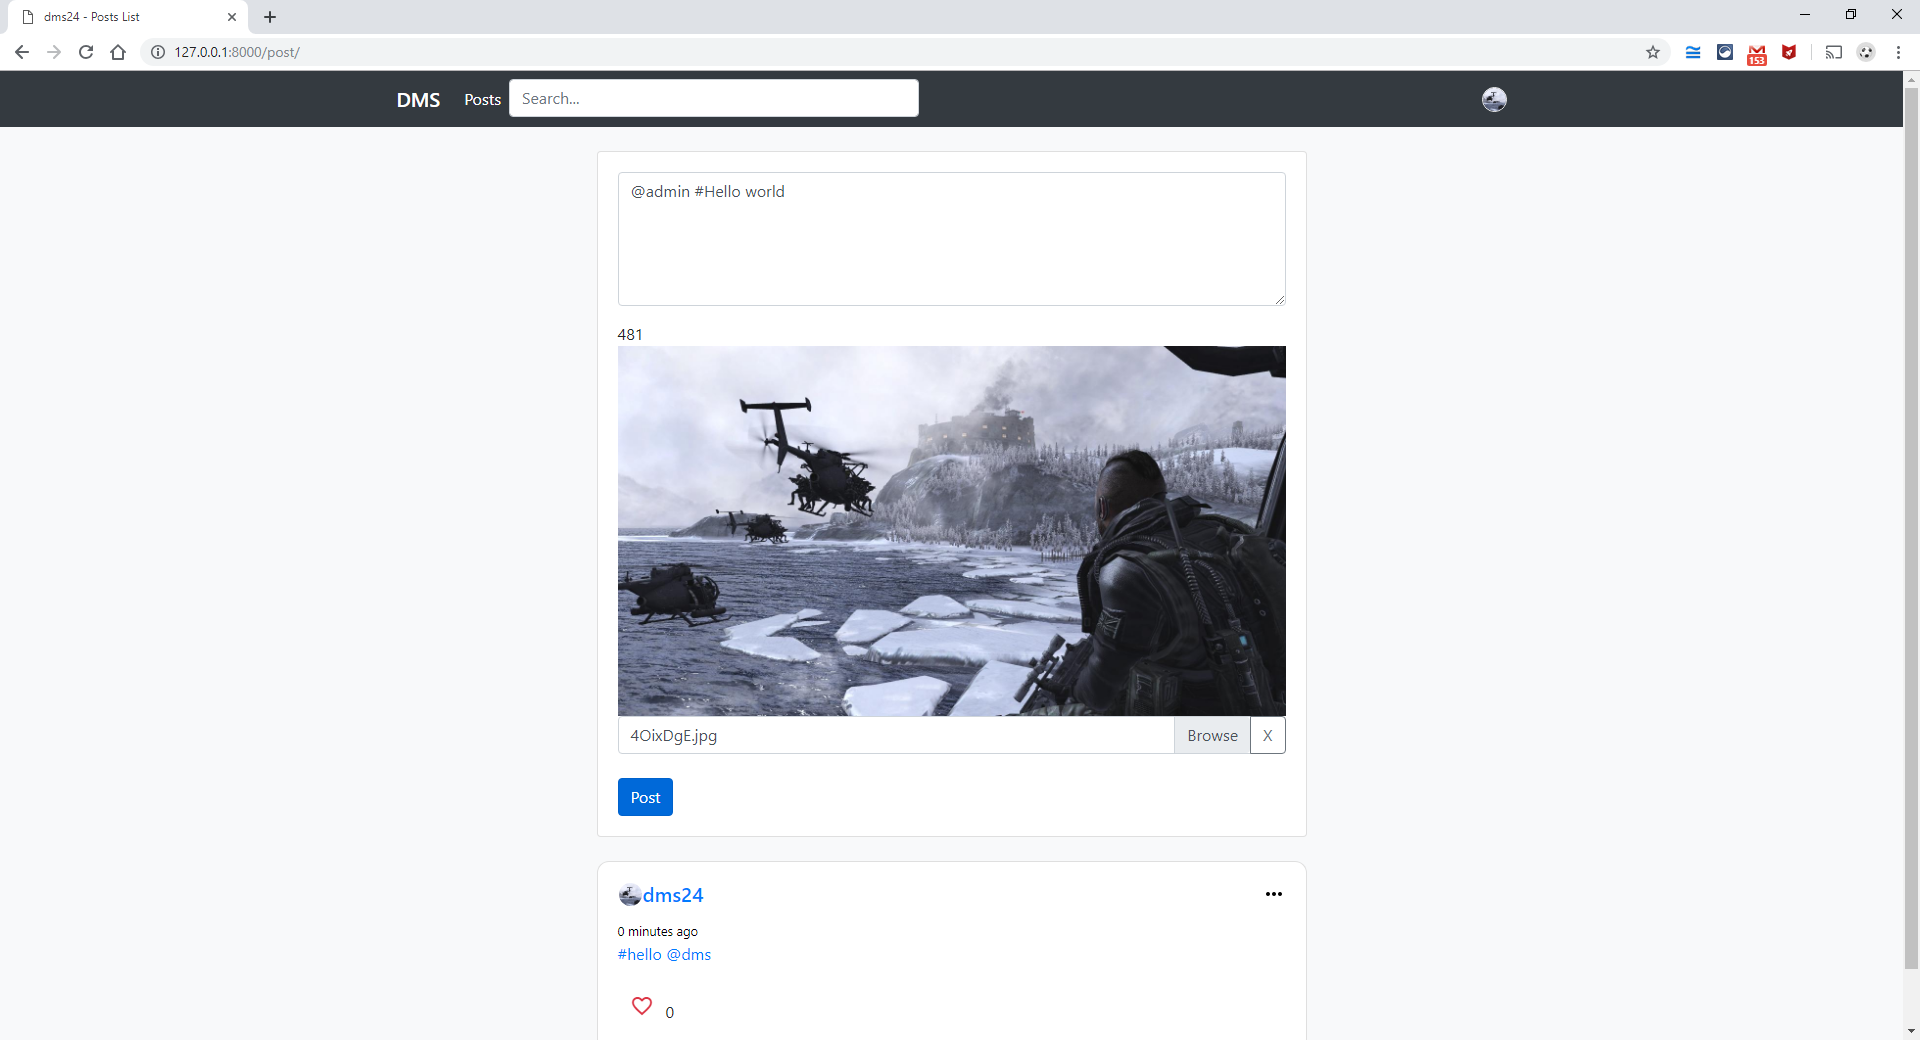 dms24 - Posts List
127.0.0.1:8000/post/
153
DMS Posts Search...
@admin #Hello world
481
4OixDgE.jpg Browse X
Post
dms24
0 minutes ago
#hello @dms
0